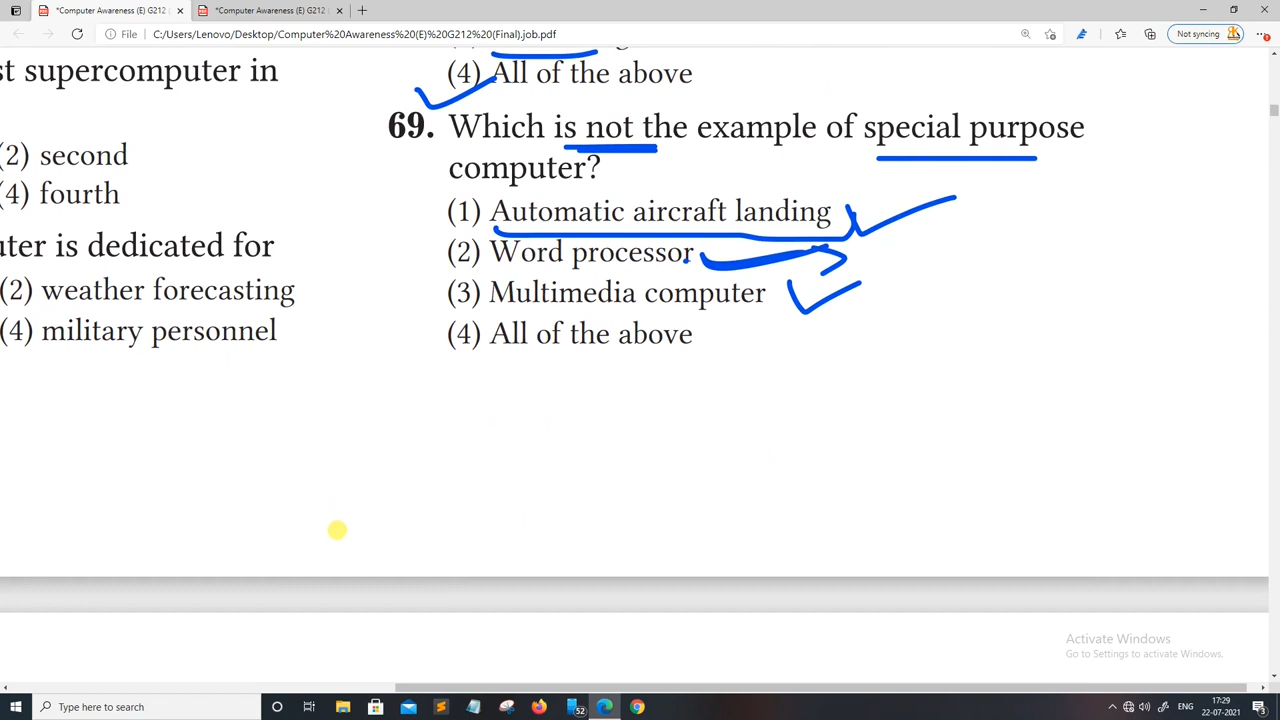 *Computer Awareness (E) G212
*Computer Awareness (E) G212
File
C:/Users/Lenovo/Desktop/Computer%20Awareness%20(E)%20G212%20(Final).job.pdf
Not syncing
st supercomputer in
(2) second
(4) fourth
uter is dedicated for
(2) weather forecasting
(4) military personnel
(4) All of the above
69. Which is not the example of special purpose
computer?
(1) Automatic aircraft landing
(2) Word processor
(3) Multimedia computer
(4) All of the above
Activate Windows
Go to Settings to activate Windows.
Type here to search
52
ENG
17:29
22-07-2021
3